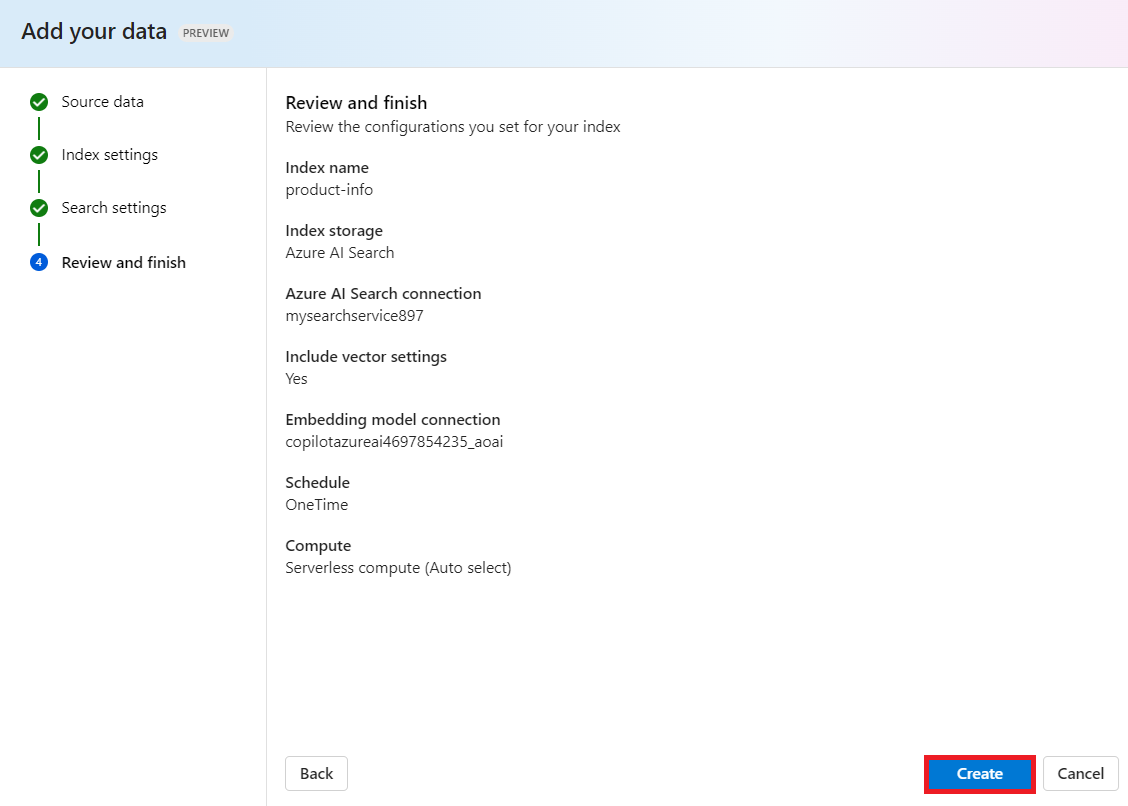 Add your data PREVIEW
Source data
Index settings
Search settings
4 Review and finish
Review and finish
Review the configurations you set for your index
Index name
product-info
Index storage
Azure AI Search
Azure AI Search connection
mysearchservice897
Include vector settings
Yes
Embedding model connection
copilotazureai4697854235_aoai
Schedule
OneTime
Compute
Serverless compute (Auto select)
Back
Create
Cancel